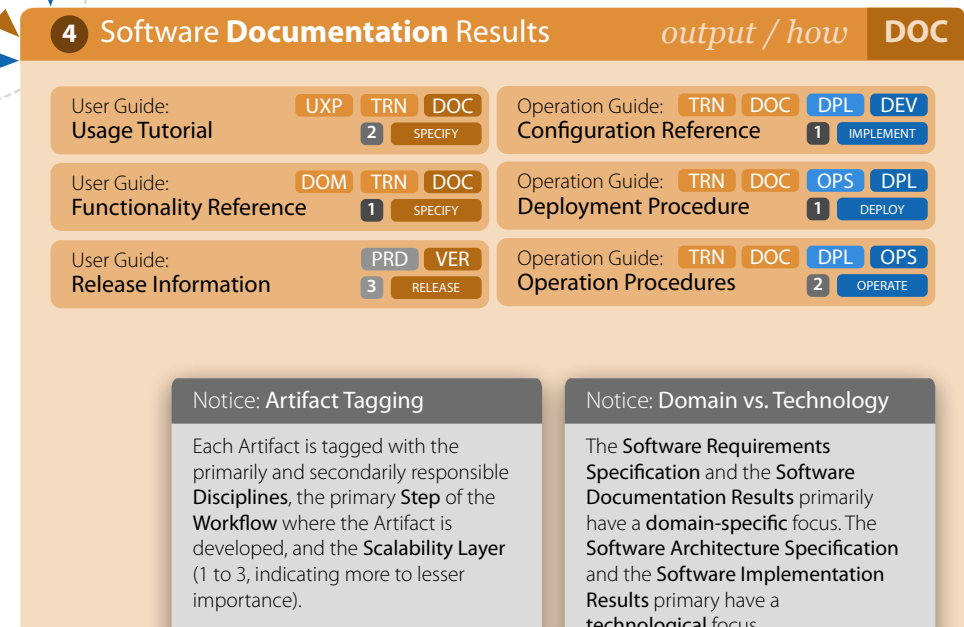 4 Software Documentation Results output / how DOC
User Guide: UXP TRN DOC
Usage Tutorial 2 SPECIFY
User Guide: DOM TRN DOC
Functionality Reference 1 SPECIFY
User Guide: PRD VER
Release Information 3 RELEASE
Operation Guide: TRN DOC DPL DEV
Configuration Reference 1 IMPLEMENT
Operation Guide: TRN DOC OPS DPL
Deployment Procedure 1 DEPLOY
Operation Guide: TRN DOC DPL OPS
Operation Procedures 2 OPERATE
Notice: Artifact Tagging
Each Artifact is tagged with the
primarily and secondarily responsible
Disciplines, the primary Step of the
Workflow where the Artifact is
developed, and the Scalability Layer
(1 to 3, indicating more to lesser
importance).
Notice: Domain vs. Technology
The Software Requirements
Specification and the Software
Documentation Results primarily
have a domain-specific focus. The
Software Architecture Specification
and the Software Implementation
Results primary have a
technological focus.